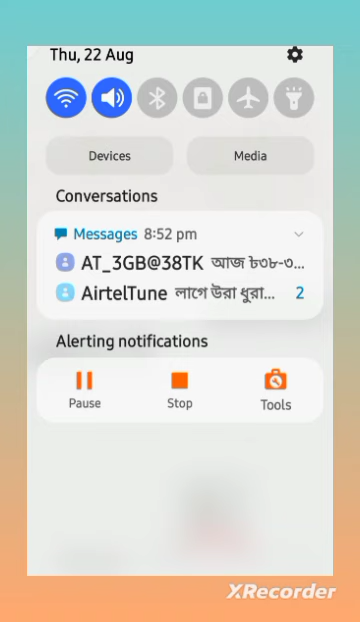 Thu, 22 Aug
Devices
Media
Conversations
Messages 8:52 pm
AT_3GB@38TK আজ ৳৩৮-৩...
AirtelTune লাগে উরা ধুরা... 2
Alerting notifications
Pause
Stop
Tools
XRecorder